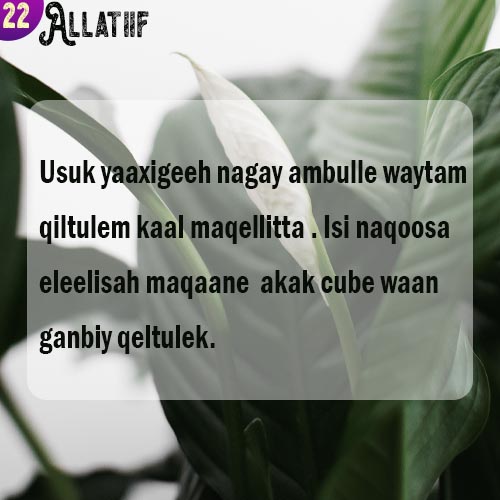 22 ALLATIIF
Usuk yaaxigeeh nagay ambulle waytam
qiltulem kaal maqellitta . Isi naqoosa
eleelisah maqaane akak cube waan
ganbiy qeltulek.